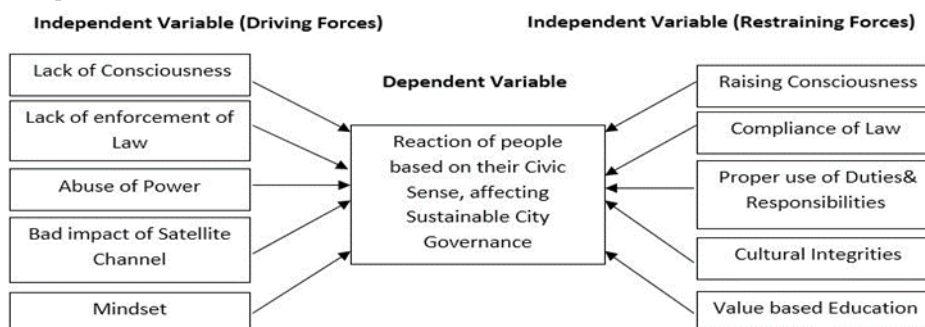 Independent Variable (Driving Forces)
Independent Variable (Restraining Forces)
Lack of Consciousness
Lack of enforcement of
Law
Abuse of Power
Bad impact of Satellite
Channel
Mindset
Dependent Variable
Reaction of people
based on their Civic
Sense, affecting
Sustainable City
Governance
Raising Consciousness
Compliance of Law
Proper use of Duties&
Responsibilities
Cultural Integrities
Value based Education